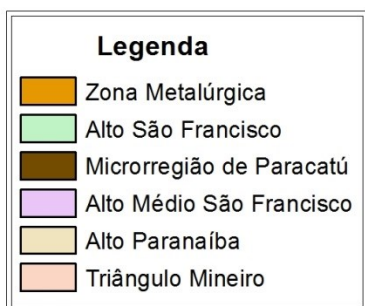 Legenda
Zona Metalúrgica
Alto São Francisco
Microrregião de Paracatú
Alto Médio São Francisco
Alto Paranaíba
Triângulo Mineiro